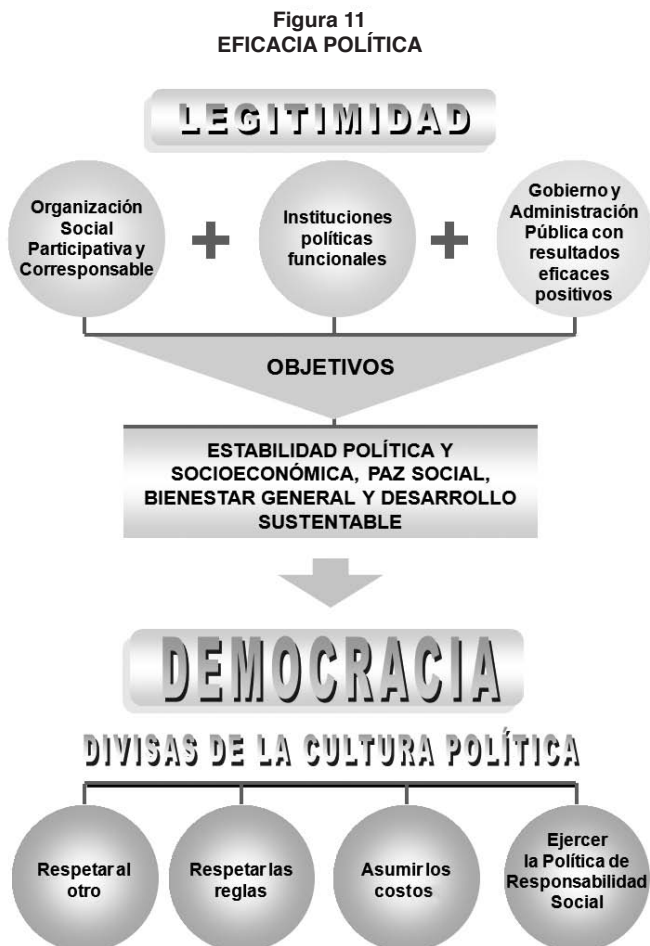 Figura 11
EFICACIA POLÍTICA
LEGITIMIDAD
Organización
Social
Participativa y
Corresponsable
+
Instituciones
políticas
funcionales
+
Gobierno y
Administración
Pública con
resultados
eficaces
positivos
OBJETIVOS
ESTABILIDAD POLÍTICA Y
SOCIOECONÓMICA, PAZ SOCIAL,
BIENESTAR GENERAL Y DESARROLLO
SUSTENTABLE
DEMOCRACIA
DIVISAS DE LA CULTURA POLÍTICA
Respetar al
otro
Respetar las
reglas
Asumir los
costos
Ejercer
la Política de
Responsabilidad
Social